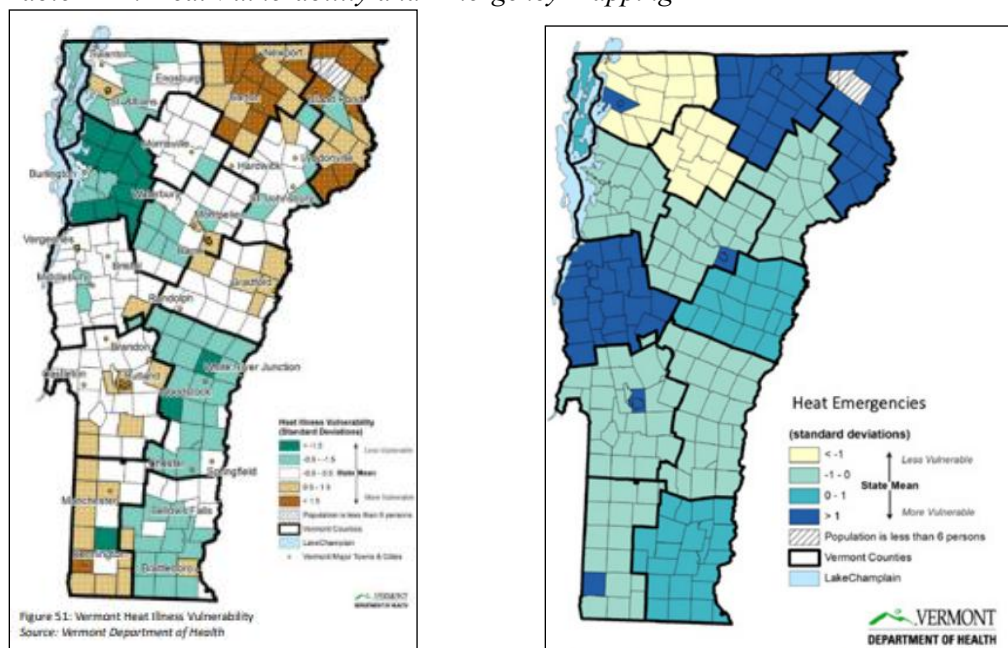 Heat Vulnerability and Emergency Mapping
Swanton
Enosburg
Newport
St Albans
Barton
Island Pond
Morrisville
Hardwick
Lyndonville
Burlington
Waterbury
St Johnsbury
Montpelier
Vergennes
Barre
Bristol
Middlebury
Bradford
Randolph
Brandon
White River Junction
Castleton
Rutland
Woodstock
Chester
Springfield
Manchester
Bellows Falls
Bennington
Brattleboro
Heat Illness Vulnerability
(Standard Deviations)
Less Vulnerable
State Mean
More Vulnerable
Population is less than 6 persons
Vermont Counties
LakeChamplain
Vermont Major Towns & Cities
VERMONT
DEPARTMENT OF HEALTH
Figure 51: Vermont Heat Illness Vulnerability
Source: Vermont Department of Health
Heat Emergencies
(standard deviations)
< -1
-1 - 0
0 - 1
> 1
Less Vulnerable
State Mean
More Vulnerable
Population is less than 6 persons
Vermont Counties
LakeChamplain
VERMONT
DEPARTMENT OF HEALTH